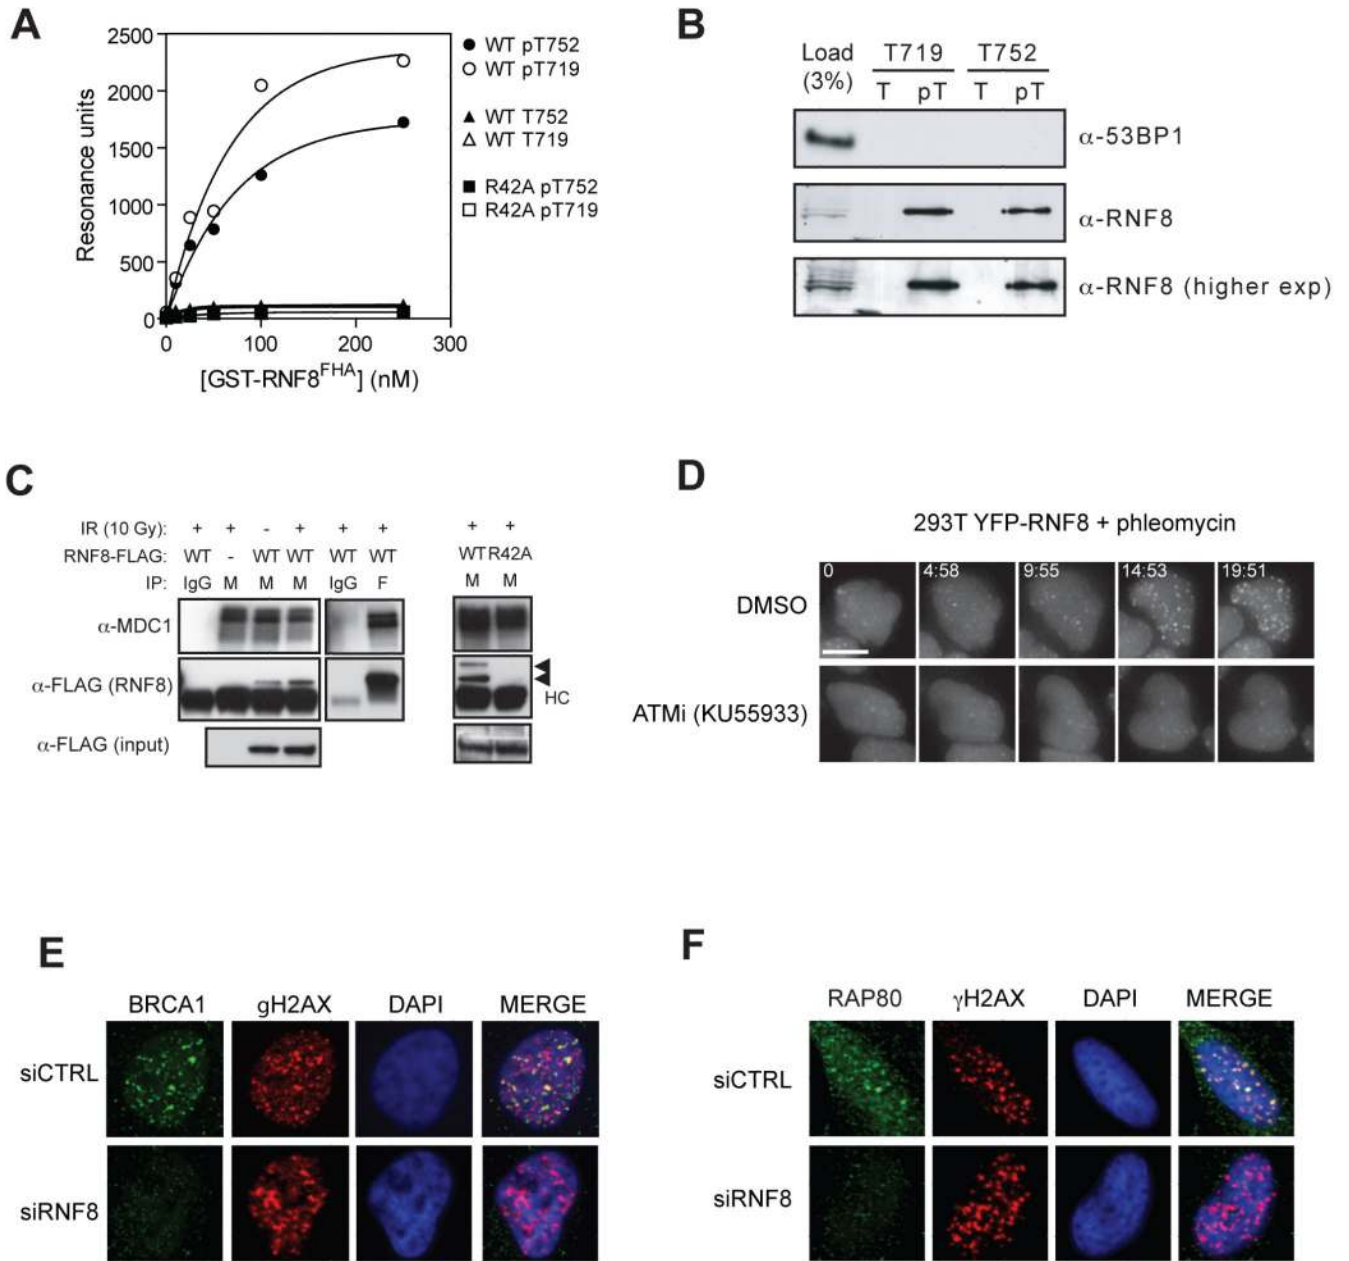 A
2500
2000
1500
1000
500
0
0 100 200 300
Resonance units
[GST-RNF8FHA] (nM)
WT pT752
WT pT719
WT T752
WT T719
R42A pT752
R42A pT719
B
Load (3%)
T719 T752
T pT T pT
α-53BP1
α-RNF8
α-RNF8 (higher exp)
C
IR (10 Gy): + + - + + + + +
RNF8-FLAG: WT - WT WT WT WT WT R42A
IP: IgG M M M IgG F M M
α-MDC1
α-FLAG (RNF8)
HC
α-FLAG (input)
D
293T YFP-RNF8 + phleomycin
0 4:58 9:55 14:53 19:51
DMSO
ATMi (KU55933)
E
BRCA1 gH2AX DAPI MERGE
siCTRL
siRNF8
F
RAP80 γH2AX DAPI MERGE
siCTRL
siRNF8